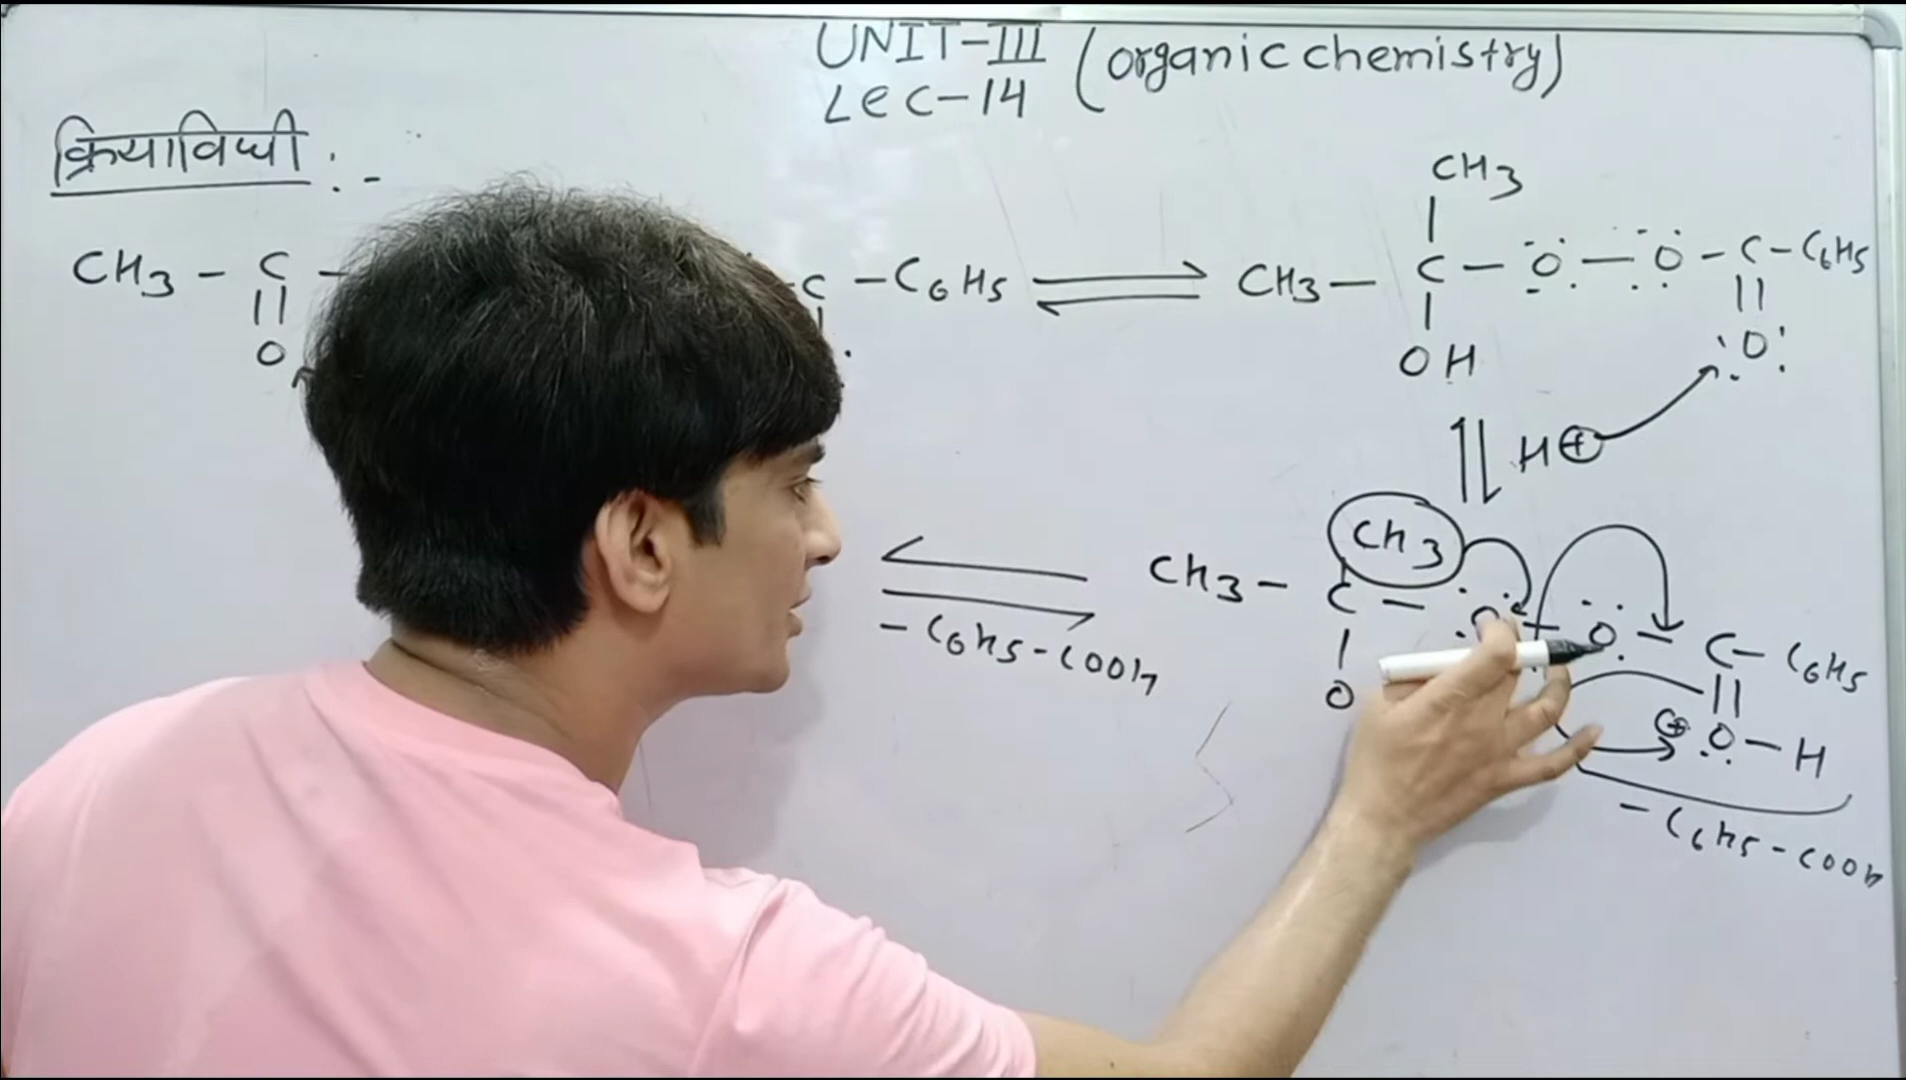 UNIT-III (organic chemistry)
LEC-14
क्रियाविधी :-
CH3
CH3 - C - C - C6H5 ⇌ CH3 - C - O - O - C - C6H5
O OH O
H⊕
CH3
CH3 - C - O - O - C - C6H5
- C6H5-COOH
O ⊕ O - H
- C6H5-COOH